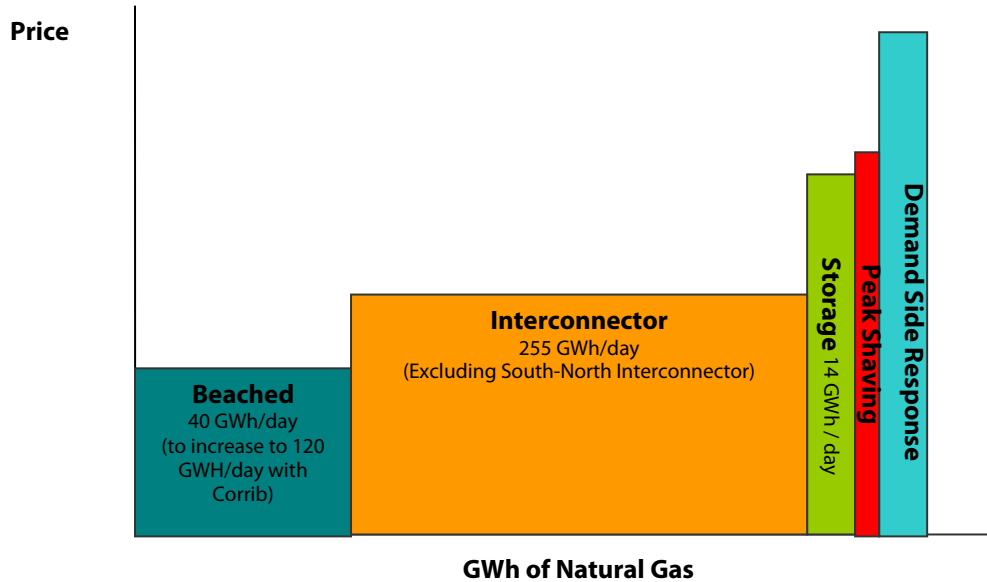 Price
Beached
40 GWh/day
(to increase to 120
GWH/day with
Corrib)
Interconnector
255 GWh/day
(Excluding South-North Interconnector)
Storage 14 GWh / day
Peak Shaving
Demand Side Response
GWh of Natural Gas